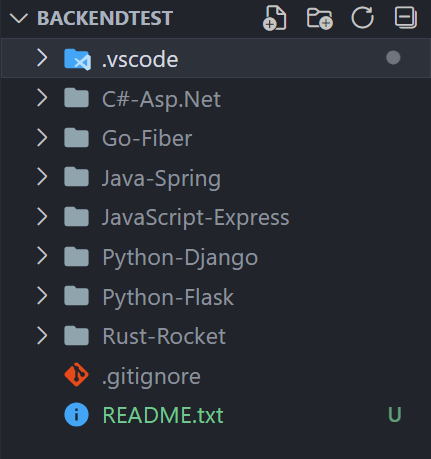 BACKENDTEST
.vscode
C#-Asp.Net
Go-Fiber
Java-Spring
JavaScript-Express
Python-Django
Python-Flask
Rust-Rocket
.gitignore
README.txt U